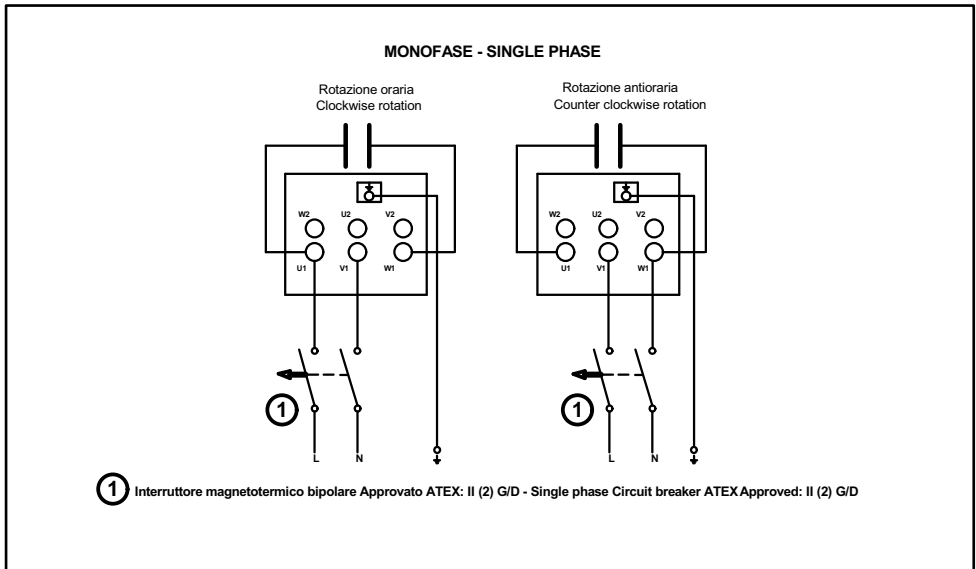 MONOFASE - SINGLE PHASE
Rotazione oraria
Clockwise rotation
Rotazione antioraria
Counter clockwise rotation
W2 U2 V2
U1 V1 W1
W2 U2 V2
U1 V1 W1
1
1
L N
L N
1 Interruttore magnetotermico bipolare Approvato ATEX: II (2) G/D - Single phase Circuit breaker ATEX Approved: II (2) G/D